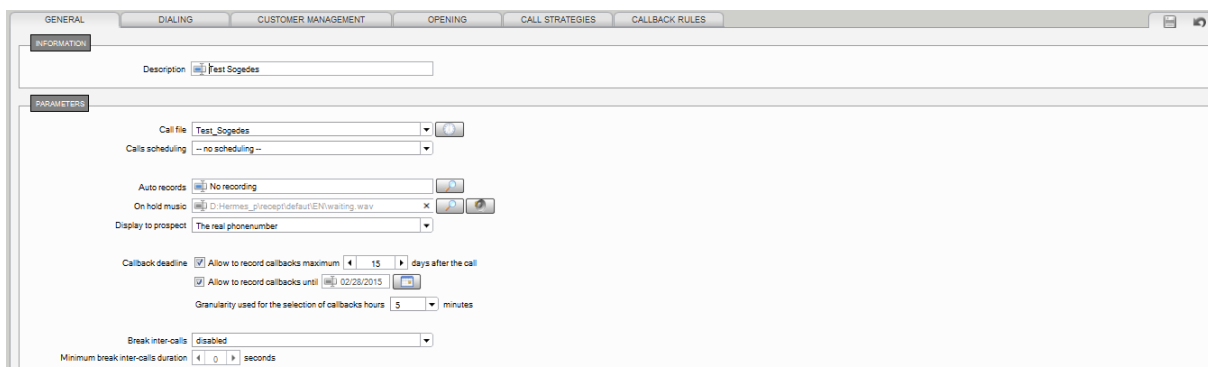 GENERAL DIALING CUSTOMER MANAGEMENT OPENING CALL STRATEGIES CALLBACK RULES
INFORMATION
Description Test Sogedes
PARAMETERS
Call file Test_Sogedes
Calls scheduling -- no scheduling --
Auto records No recording
On hold music D:Hermes_p\recept\defaut\EN\waiting.wav
Display to prospect The real phonenumber
Callback deadline Allow to record callbacks maximum 15 days after the call
Allow to record callbacks until 02/28/2015
Granularity used for the selection of callbacks hours 5 minutes
Break inter-calls disabled
Minimum break inter-calls duration 0 seconds